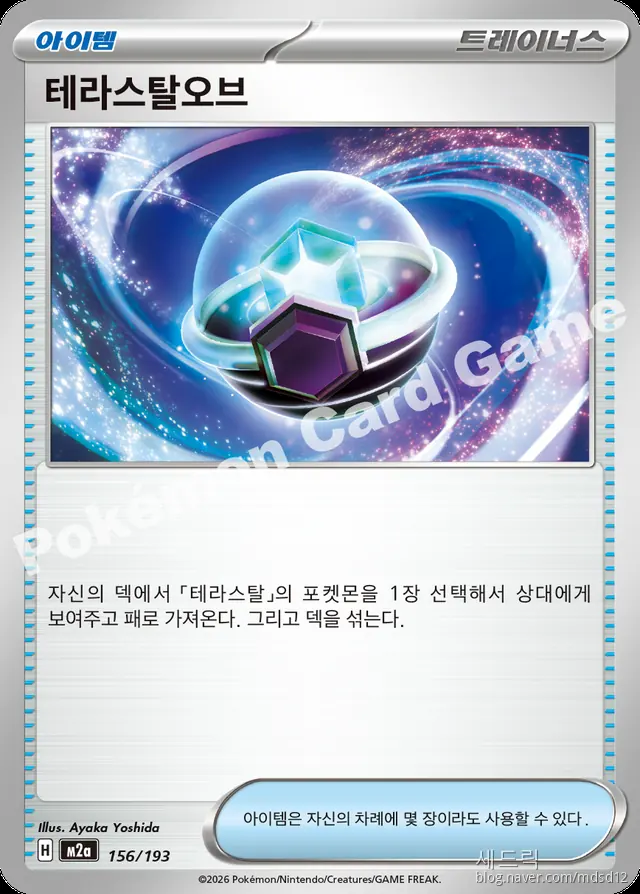 아이템
트레이너스
테라스탈오브
Pokémon Card Game
자신의 덱에서 「테라스탈」의 포켓몬을 1장 선택해서 상대에게
보여주고 패로 가져온다. 그리고 덱을 섞는다.
아이템은 자신의 차례에 몇 장이라도 사용할 수 있다.
Illus. Ayaka Yoshida
H M2a 156/193
©2026 Pokémon/Nintendo/Creatures/GAME FREAK.
세드릭
blog.naver.com/mdsd12